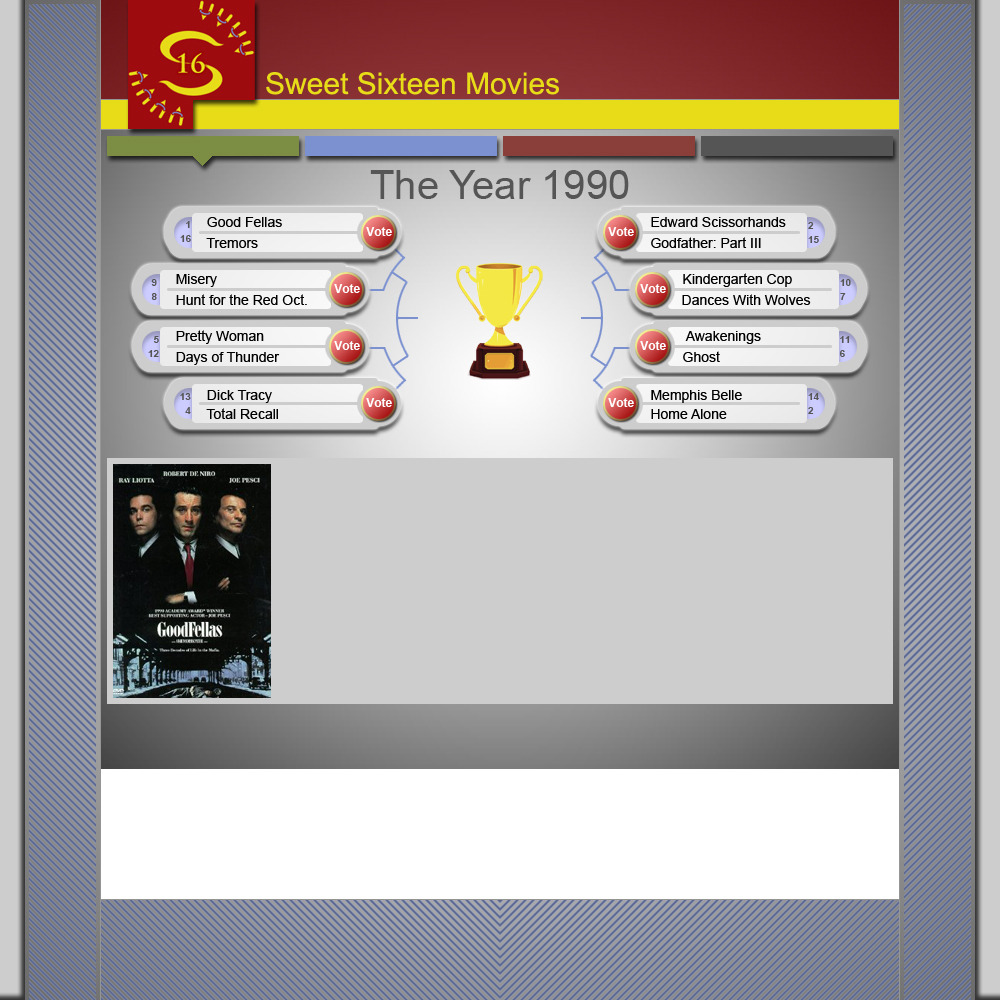 16
Sweet Sixteen Movies
The Year 1990
1 Good Fellas Vote
16 Tremors
9 Misery Vote
8 Hunt for the Red Oct.
5 Pretty Woman Vote
12 Days of Thunder
13 Dick Tracy Vote
4 Total Recall
Vote Edward Scissorhands 2
Godfather: Part III 15
Vote Kindergarten Cop 10
Dances With Wolves 7
Vote Awakenings 11
Ghost 6
Vote Memphis Belle 14
Home Alone 2
ROBERT DE NIRO
RAY LIOTTA JOE PESCI
1990 ACADEMY AWARD® WINNER
BEST SUPPORTING ACTOR - JOE PESCI
GoodFellas
Three Decades of Life in the Mafia.